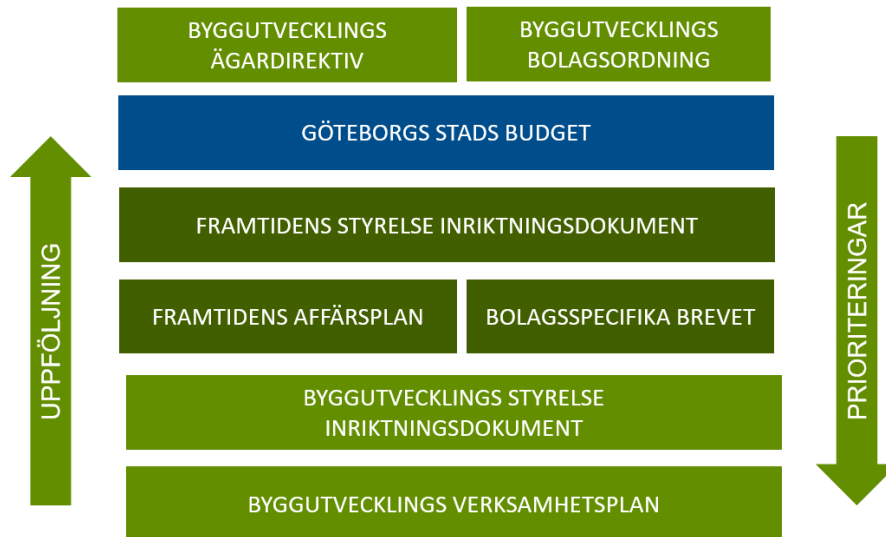 BYGGUTVECKLINGS
ÄGARDIREKTIV
BYGGUTVECKLINGS
BOLAGSORDNING
GÖTEBORGS STADS BUDGET
FRAMTIDENS STYRELSE INRIKTNINGSDOKUMENT
FRAMTIDENS AFFÄRSPLAN
BOLAGSSPECIFIKA BREVET
BYGGUTVECKLINGS STYRELSE
INRIKTNINGSDOKUMENT
BYGGUTVECKLINGS VERKSAMHETSPLAN
UPPFÖLJNING
PRIORITERINGAR